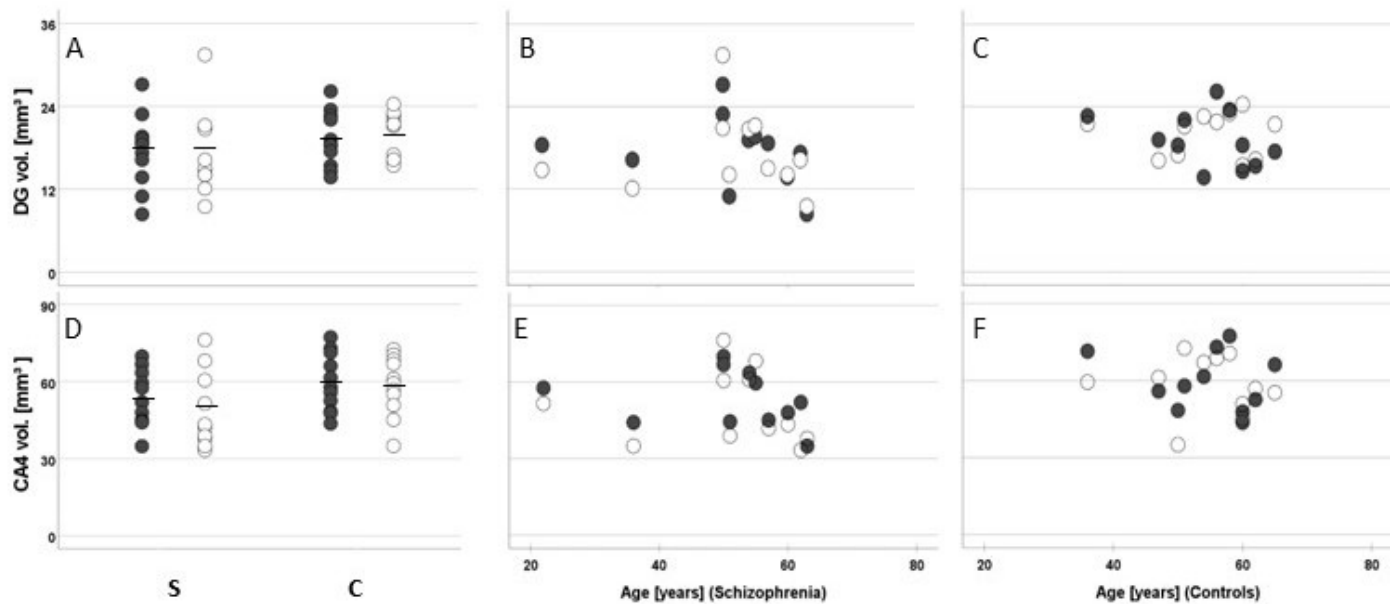 A
B
C
DG vol. [mm³]
36
24
12
0
D
E
F
CA4 vol. [mm³]
90
60
30
0
S
C
20
40
60
80
Age [years] (Schizophrenia)
20
40
60
80
Age [years] (Controls)